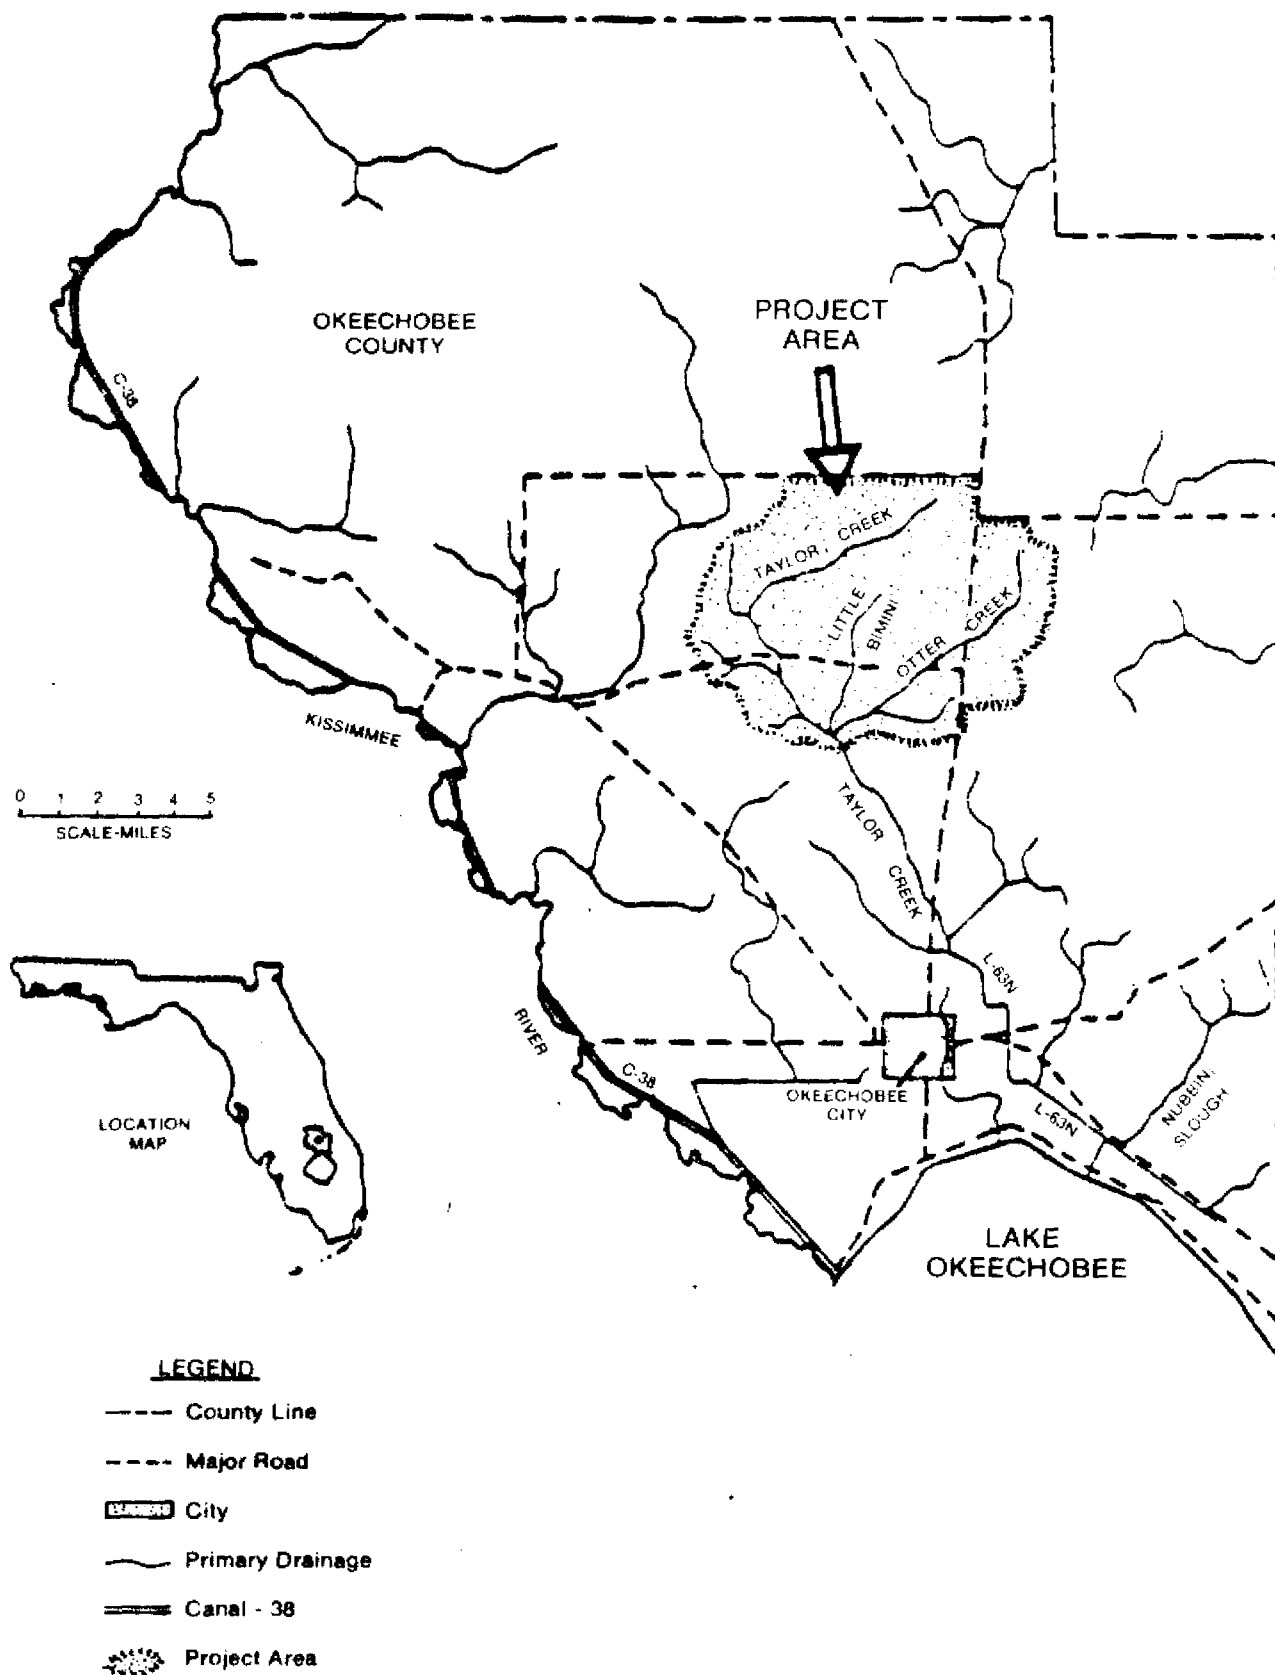 OKEECHOBEE
COUNTY
PROJECT
AREA
C-38
TAYLOR CREEK
LITTLE
BIMINI
OTTER CREEK
KISSIMMEE
0 1 2 3 4 5
SCALE-MILES
TAYLOR
CREEK
L-63N
RIVER
C-38
OKEECHOBEE
CITY
L-63N
NUBBIN
SLOUGH
LOCATION
MAP
LAKE
OKEECHOBEE
LEGEND
County Line
Major Road
City
Primary Drainage
Canal - 38
Project Area